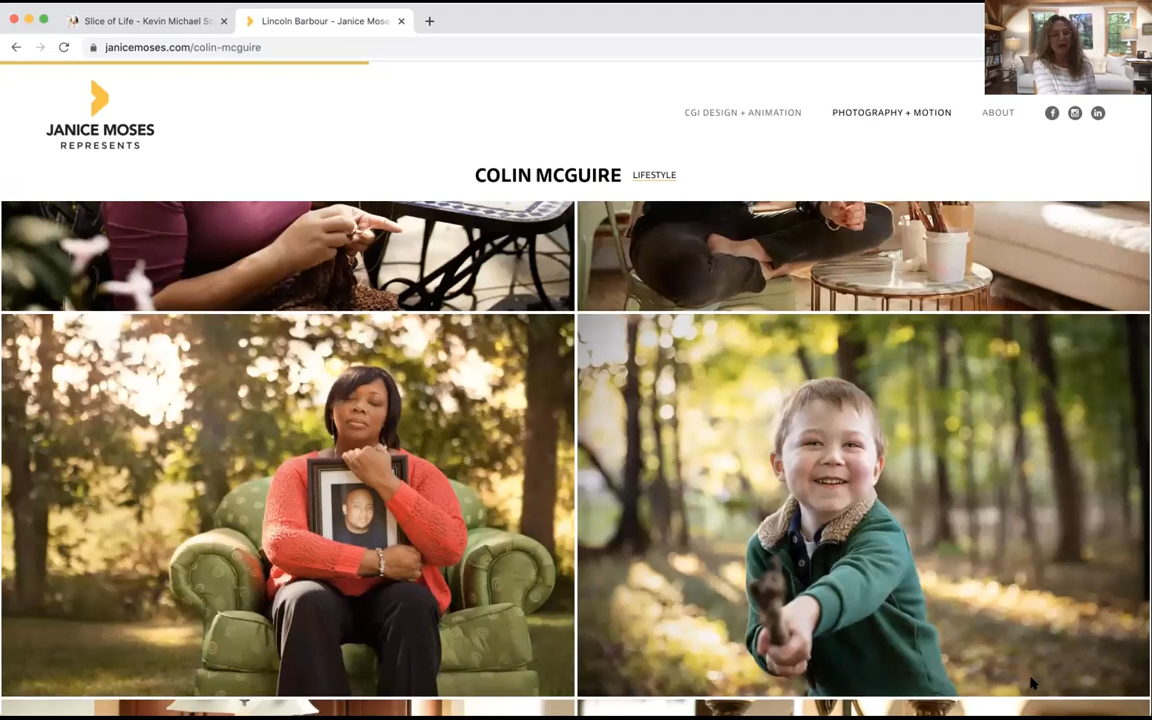 Slice of Life - Kevin Michael Sc
Lincoln Barbour - Janice Mose
janicemoses.com/colin-mcguire
JANICE MOSES
REPRESENTS
CGI DESIGN + ANIMATION
PHOTOGRAPHY + MOTION
ABOUT
COLIN MCGUIRE
LIFESTYLE